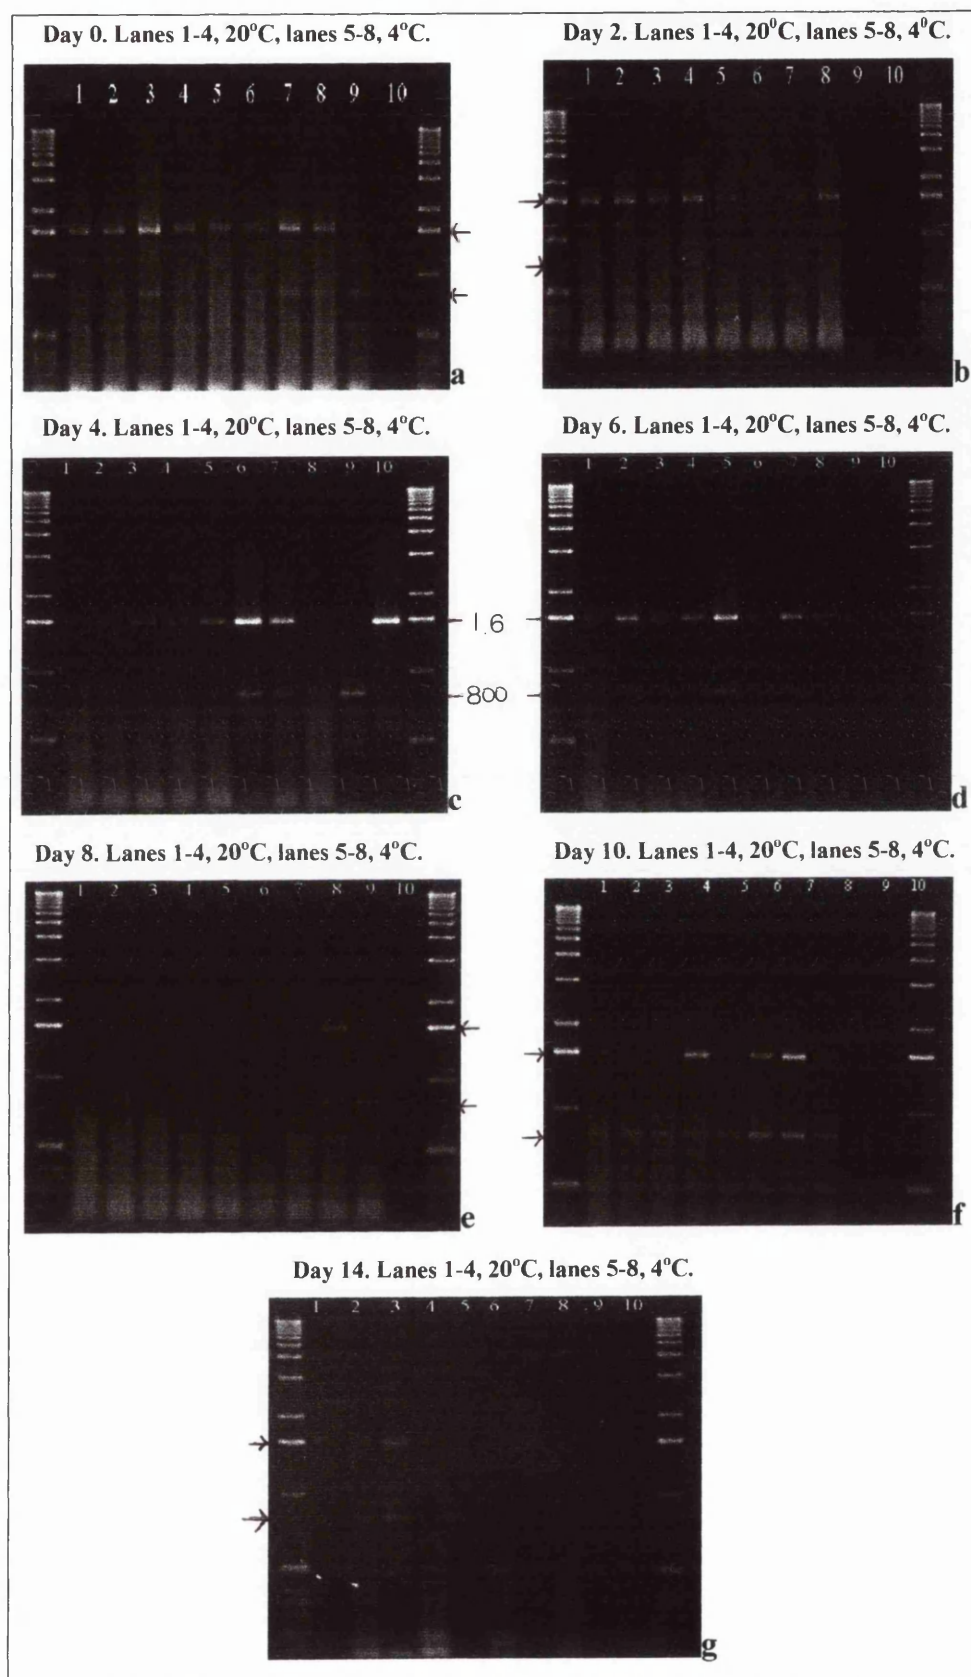 Day 0. Lanes 1-4, 20°C, lanes 5-8, 4°C.
Day 2. Lanes 1-4, 20⁰C, lanes 5-8, 4⁰C.
1 2 3 4 5 6 7 8 9 10
1 2 3 4 5 6 7 8 9 10
a
b
Day 4. Lanes 1-4, 20°C, lanes 5-8, 4°C.
Day 6. Lanes 1-4, 20°C, lanes 5-8, 4°C.
1 2 3 4 5 6 7 8 9 10
1 2 3 4 5 6 7 8 9 10
1.6
800
c
d
Day 8. Lanes 1-4, 20°C, lanes 5-8, 4°C.
Day 10. Lanes 1-4, 20°C, lanes 5-8, 4°C.
1 2 3 4 5 6 7 8 9 10
1 2 3 4 5 6 7 8 9 10
e
f
Day 14. Lanes 1-4, 20°C, lanes 5-8, 4°C.
1 2 3 4 5 6 7 8 9 10
g